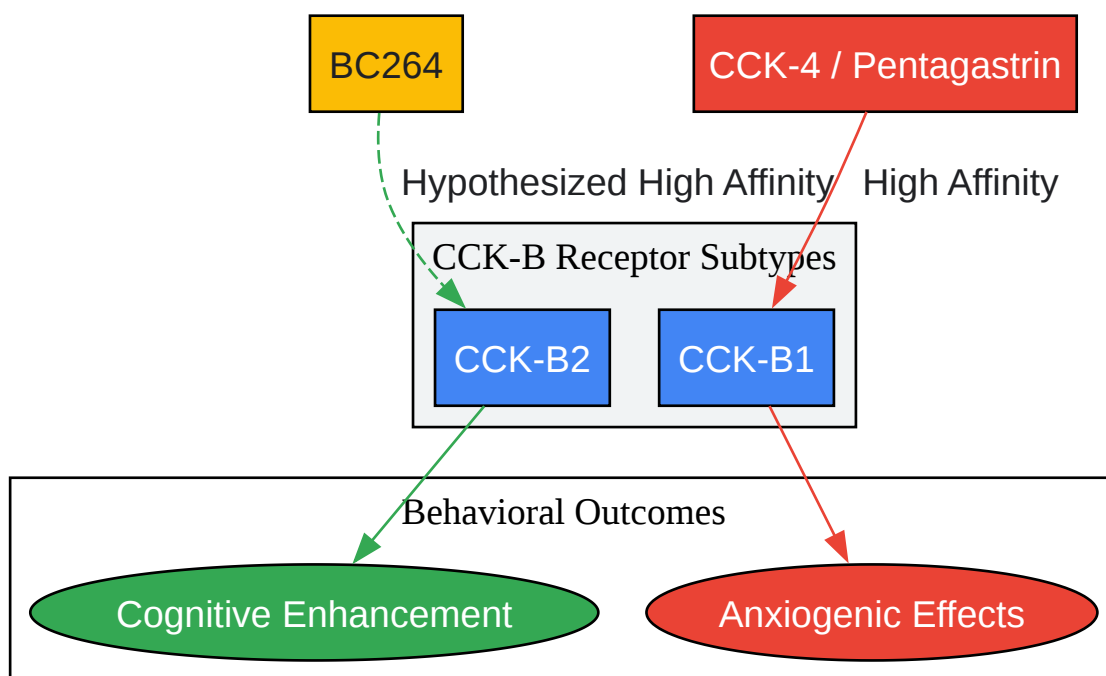 BC264
CCK-4 / Pentagastrin
Hypothesized High Affinity
High Affinity
CCK-B Receptor Subtypes
CCK-B2
CCK-B1
Behavioral Outcomes
Cognitive Enhancement
Anxiogenic Effects